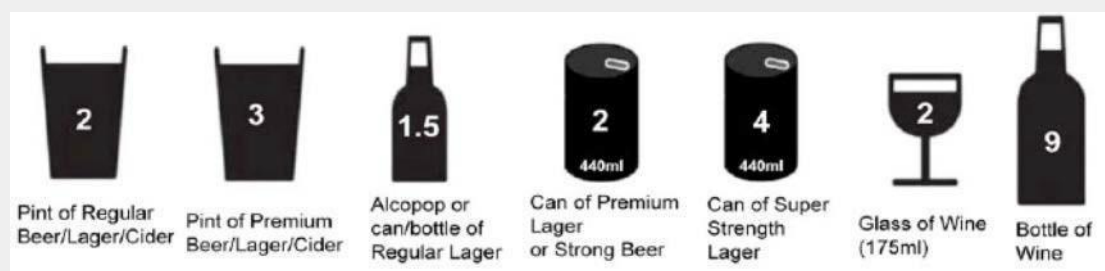 2
Pint of Regular
Beer/Lager/Cider
3
Pint of Premium
Beer/Lager/Cider
1.5
Alcopop or
can/bottle of
Regular Lager
2
440ml
Can of Premium
Lager
or Strong Beer
4
440ml
Can of Super
Strength
Lager
2
Glass of Wine
(175ml)
9
Bottle of
Wine